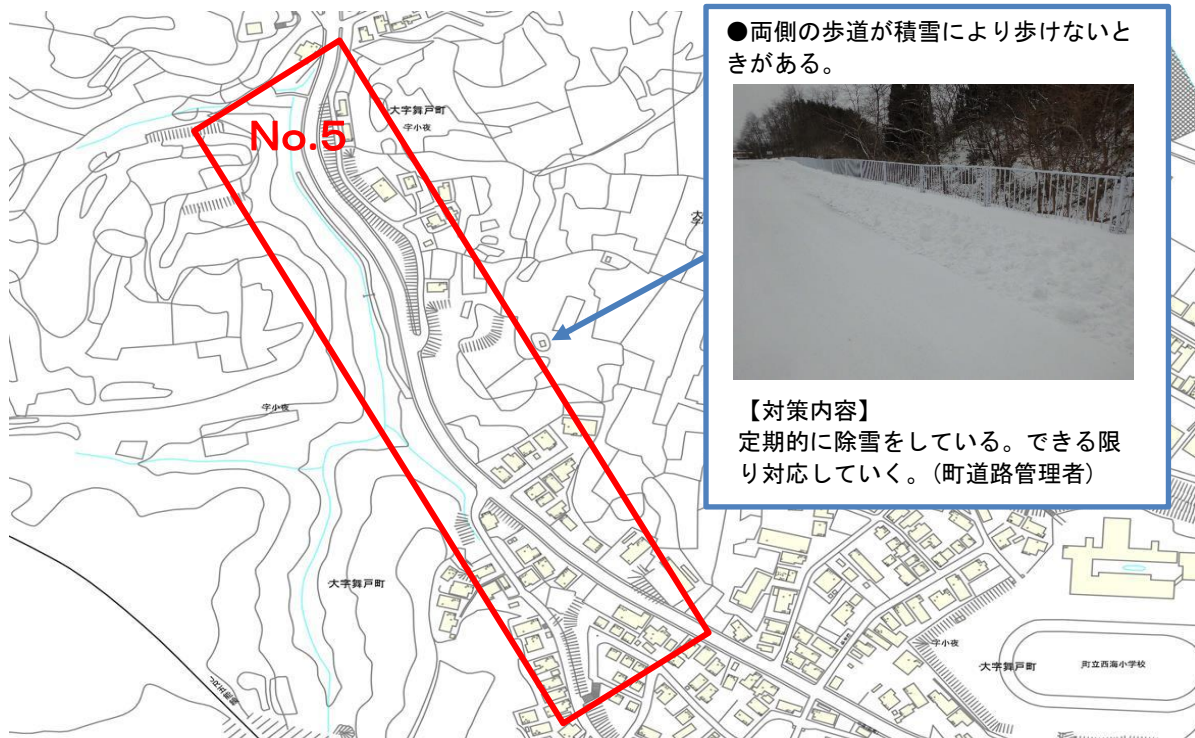 ●両側の歩道が積雪により歩けないと
きがある。
No.5
大字舞戸町
字小夜
【対策内容】
定期的に除雪をしている。できる限
り対応していく。(町道路管理者)
字小夜
大字舞戸町
字小夜
大字舞戸町
町立西海小学校